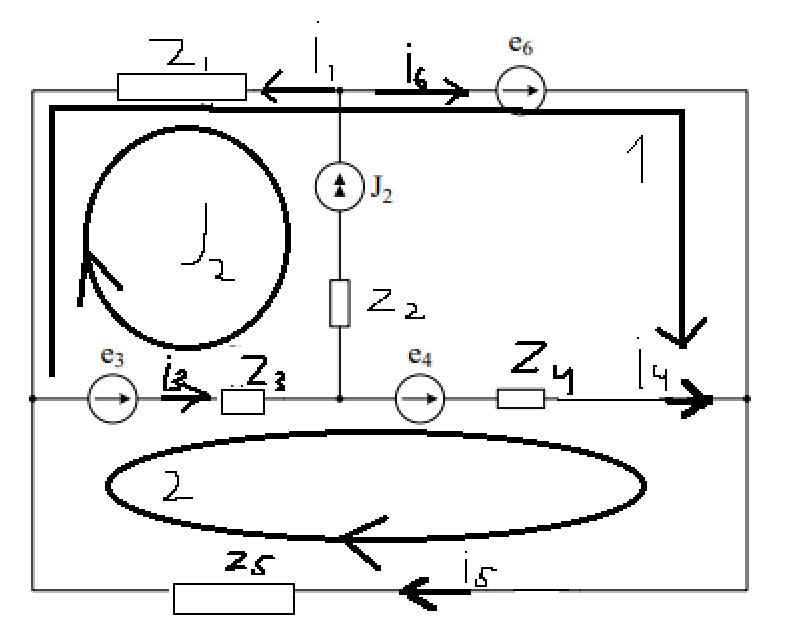 Z₁
i₁
i₆
e₆
1
J₂
J₂
Z₂
e₃
i₃
Z₃
e₄
Z₄
i₄
2
z₅
i₅